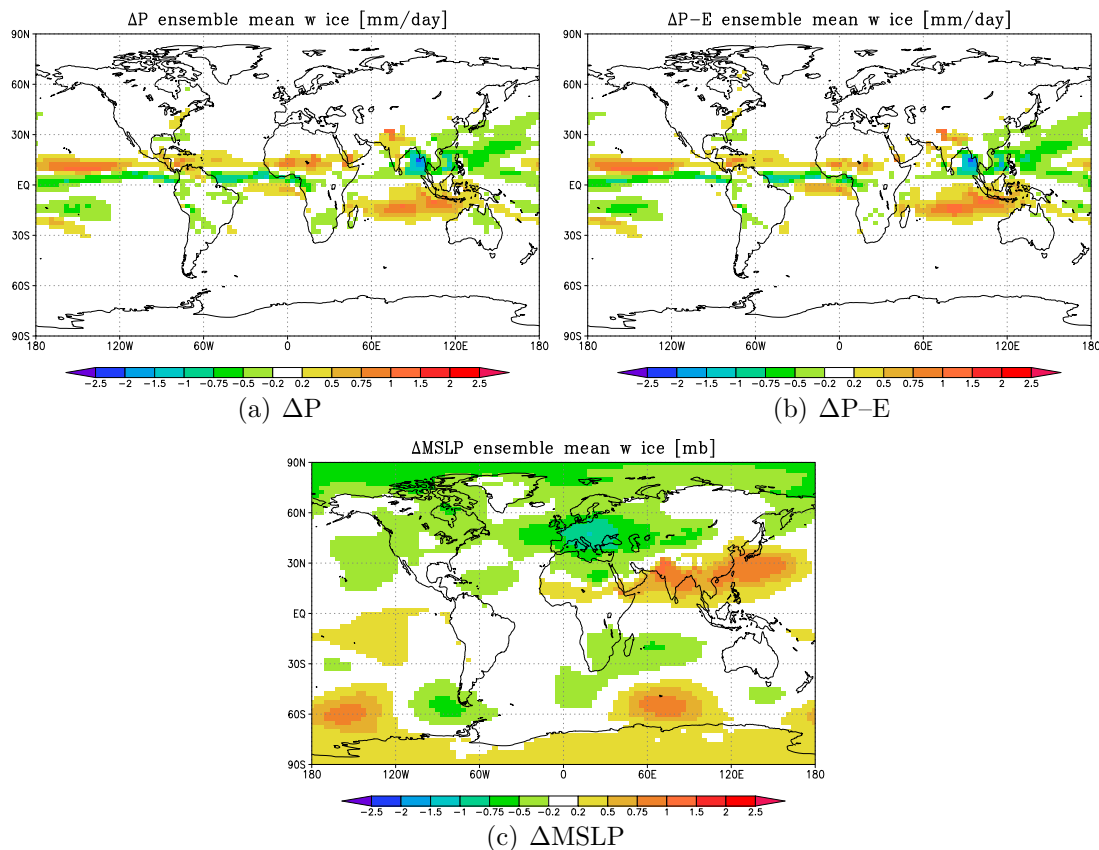 ΔP ensemble mean w ice [mm/day]
90N
60N
30N
EQ
30S
60S
90S
180 120W 60W 0 60E 120E 180
−2.5 −2 −1.5 −1 −0.75 −0.5 −0.2 0.2 0.5 0.75 1 1.5 2 2.5
(a) ΔP
ΔP−E ensemble mean w ice [mm/day]
90N
60N
30N
EQ
30S
60S
90S
180 120W 60W 0 60E 120E 180
−2.5 −2 −1.5 −1 −0.75 −0.5 −0.2 0.2 0.5 0.75 1 1.5 2 2.5
(b) ΔP–E
ΔMSLP ensemble mean w ice [mb]
90N
60N
30N
EQ
30S
60S
90S
180 120W 60W 0 60E 120E 180
−2.5 −2 −1.5 −1 −0.75 −0.5 −0.2 0.2 0.5 0.75 1 1.5 2 2.5
(c) ΔMSLP